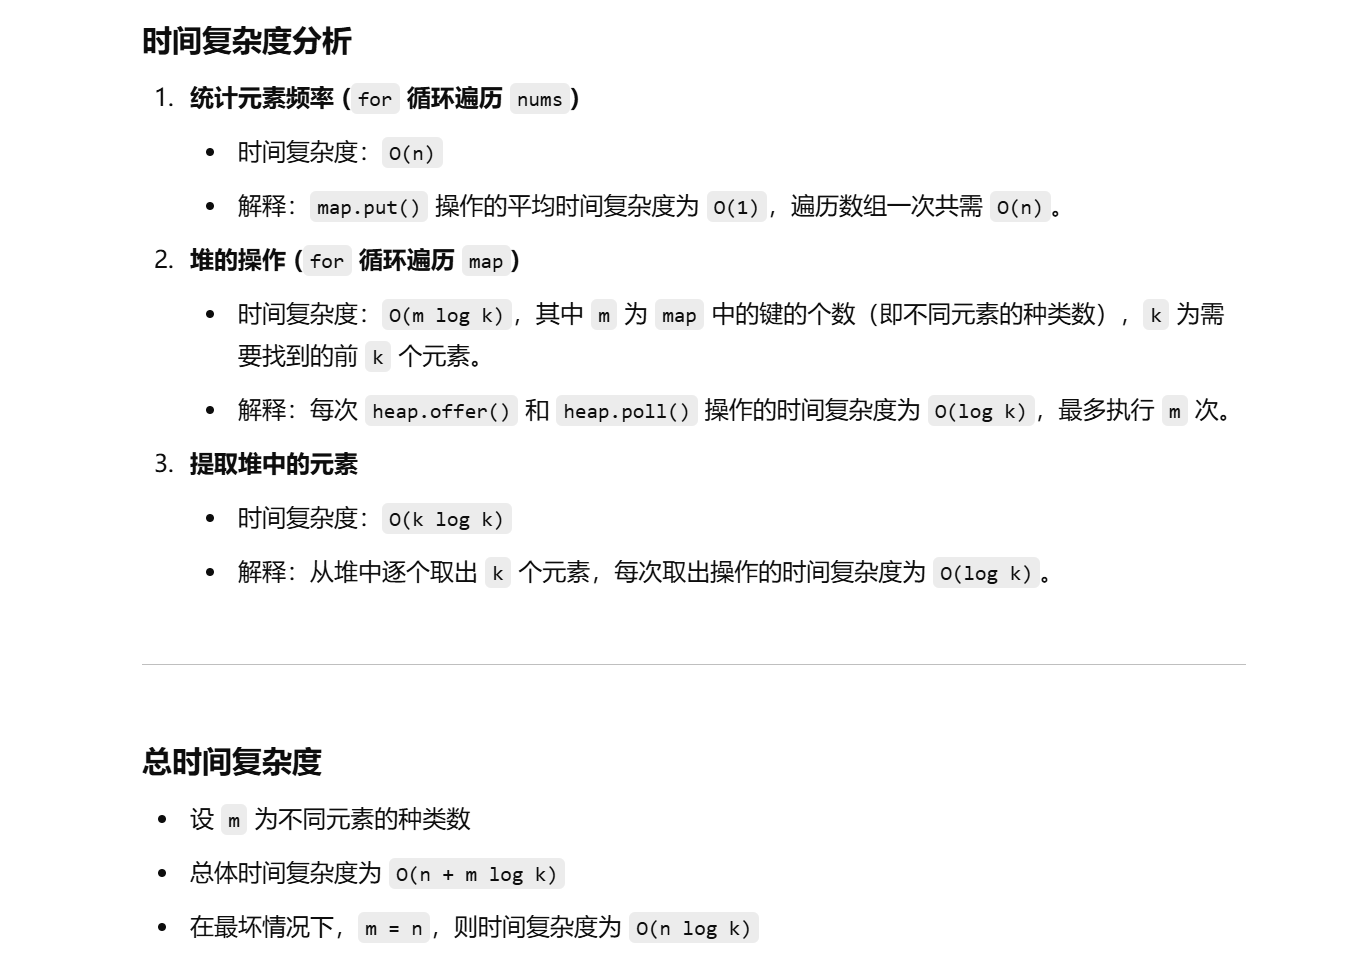 时间复杂度分析
1. 统计元素频率 (for 循环遍历 nums)
• 时间复杂度：O(n)
• 解释：map.put() 操作的平均时间复杂度为 O(1)，遍历数组一次共需 O(n)。
2. 堆的操作 (for 循环遍历 map)
• 时间复杂度：O(m log k)，其中 m 为 map 中的键的个数（即不同元素的种类数），k 为需
要找到的前 k 个元素。
• 解释：每次 heap.offer() 和 heap.poll() 操作的时间复杂度为 O(log k)，最多执行 m 次。
3. 提取堆中的元素
• 时间复杂度：O(k log k)
• 解释：从堆中逐个取出 k 个元素，每次取出操作的时间复杂度为 O(log k)。
总时间复杂度
• 设 m 为不同元素的种类数
• 总体时间复杂度为 O(n + m log k)
• 在最坏情况下，m = n，则时间复杂度为 O(n log k)